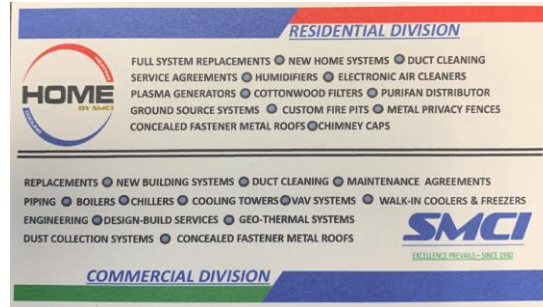 RESIDENTIAL DIVISION
FULL SYSTEM REPLACEMENTS NEW HOME SYSTEMS DUCT CLEANING
SERVICE AGREEMENTS HUMIDIFIERS ELECTRONIC AIR CLEANERS
PLASMA GENERATORS COTTONWOOD FILTERS PURIFAN DISTRIBUTOR
GROUND SOURCE SYSTEMS CUSTOM FIRE PITS METAL PRIVACY FENCES
CONCEALED FASTENER METAL ROOFS CHIMNEY CAPS
HOME
BY SMCI
REPLACEMENTS NEW BUILDING SYSTEMS DUCT CLEANING MAINTENANCE AGREEMENTS
PIPING BOILERS CHILLERS COOLING TOWERS VAV SYSTEMS WALK-IN COOLERS & FREEZERS
ENGINEERING DESIGN-BUILD SERVICES GEO-THERMAL SYSTEMS
DUST COLLECTION SYSTEMS CONCEALED FASTENER METAL ROOFS
SMCI
EXCELLENCE PREVAILS – SINCE 1980
COMMERCIAL DIVISION